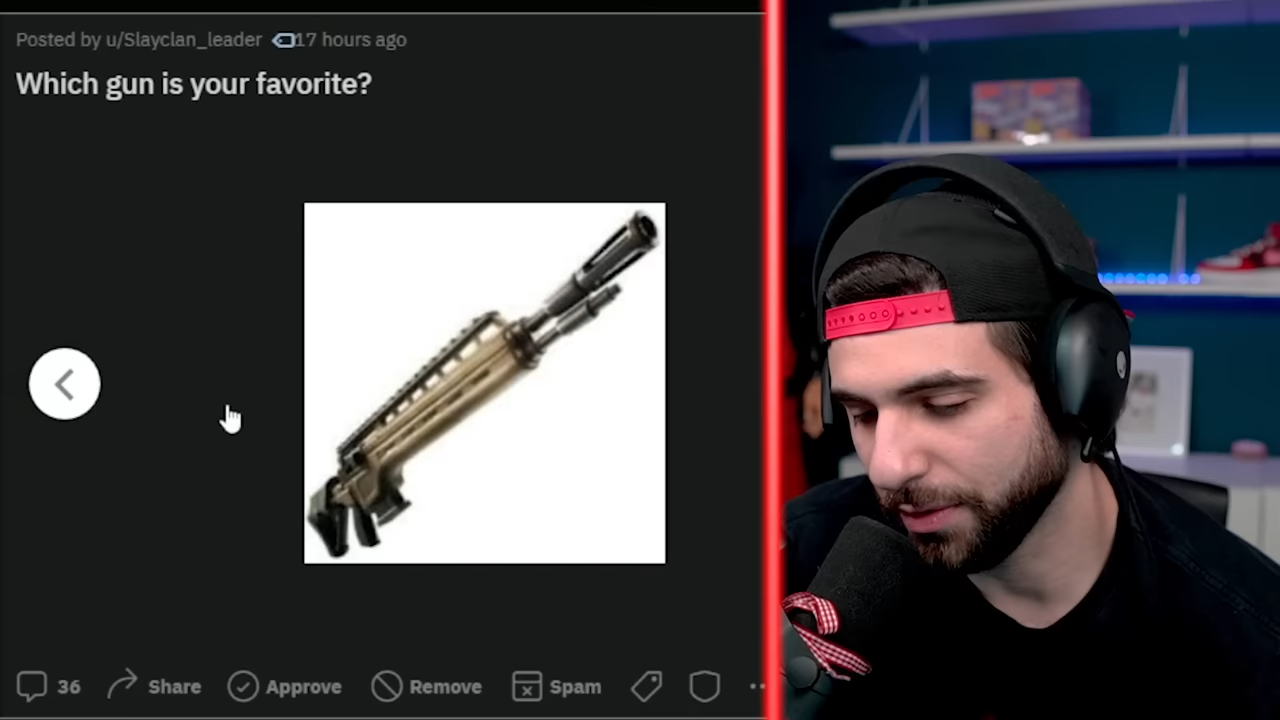 Posted by u/Slayclan_leader 17 hours ago
Which gun is your favorite?
36 Share Approve Remove Spam